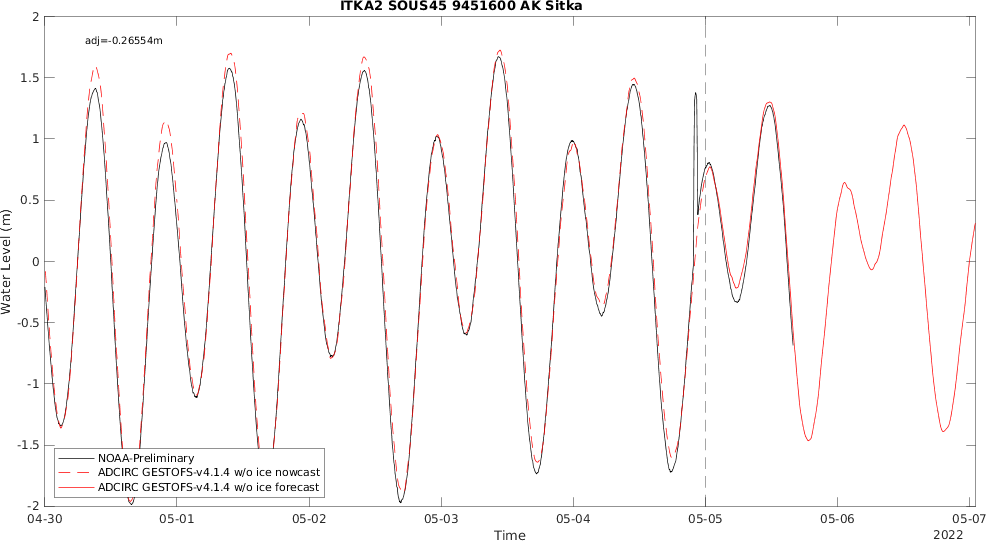 ITKA2 SOUS45 9451600 AK Sitka
adj=-0.26554m
2
1.5
1
0.5
0
-0.5
-1
-1.5
-2
Water Level (m)
NOAA-Preliminary
ADCIRC GESTOFS-v4.1.4 w/o ice nowcast
ADCIRC GESTOFS-v4.1.4 w/o ice forecast
04-30 05-01 05-02 05-03 05-04 05-05 05-06 05-07
Time
2022